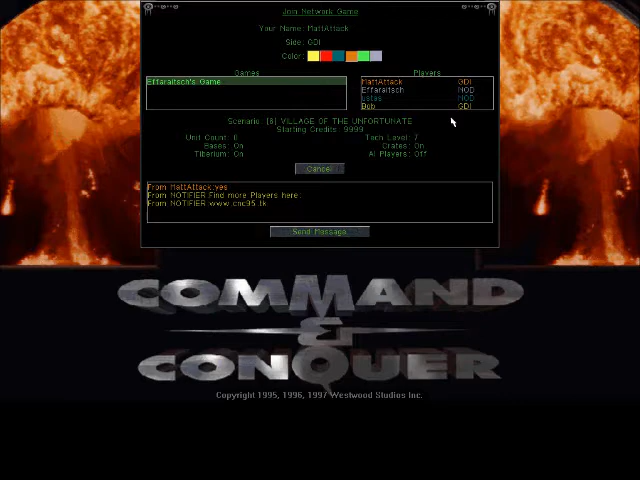 Join Network Game
Your Name: MattAttack
Side: GDI
Color:
Games
Players
Effaraitsch's Game
MattAttack GDI
Effaraitsch NOD
ustas NOD
Bob GDI
Scenario: [6] VILLAGE OF THE UNFORTUNATE
Starting Credits: 9999
Unit Count: 0 Tech Level: 7
Bases: On Crates: On
Tiberium: On AI Players: Off
Cancel
From MattAttack:yes
From NOTIFIER:Find more Players here:
From NOTIFIER:www.cnc95.tk
Send Message
COMMAND
&
CONQUER
Copyright 1995, 1996, 1997 Westwood Studios Inc.